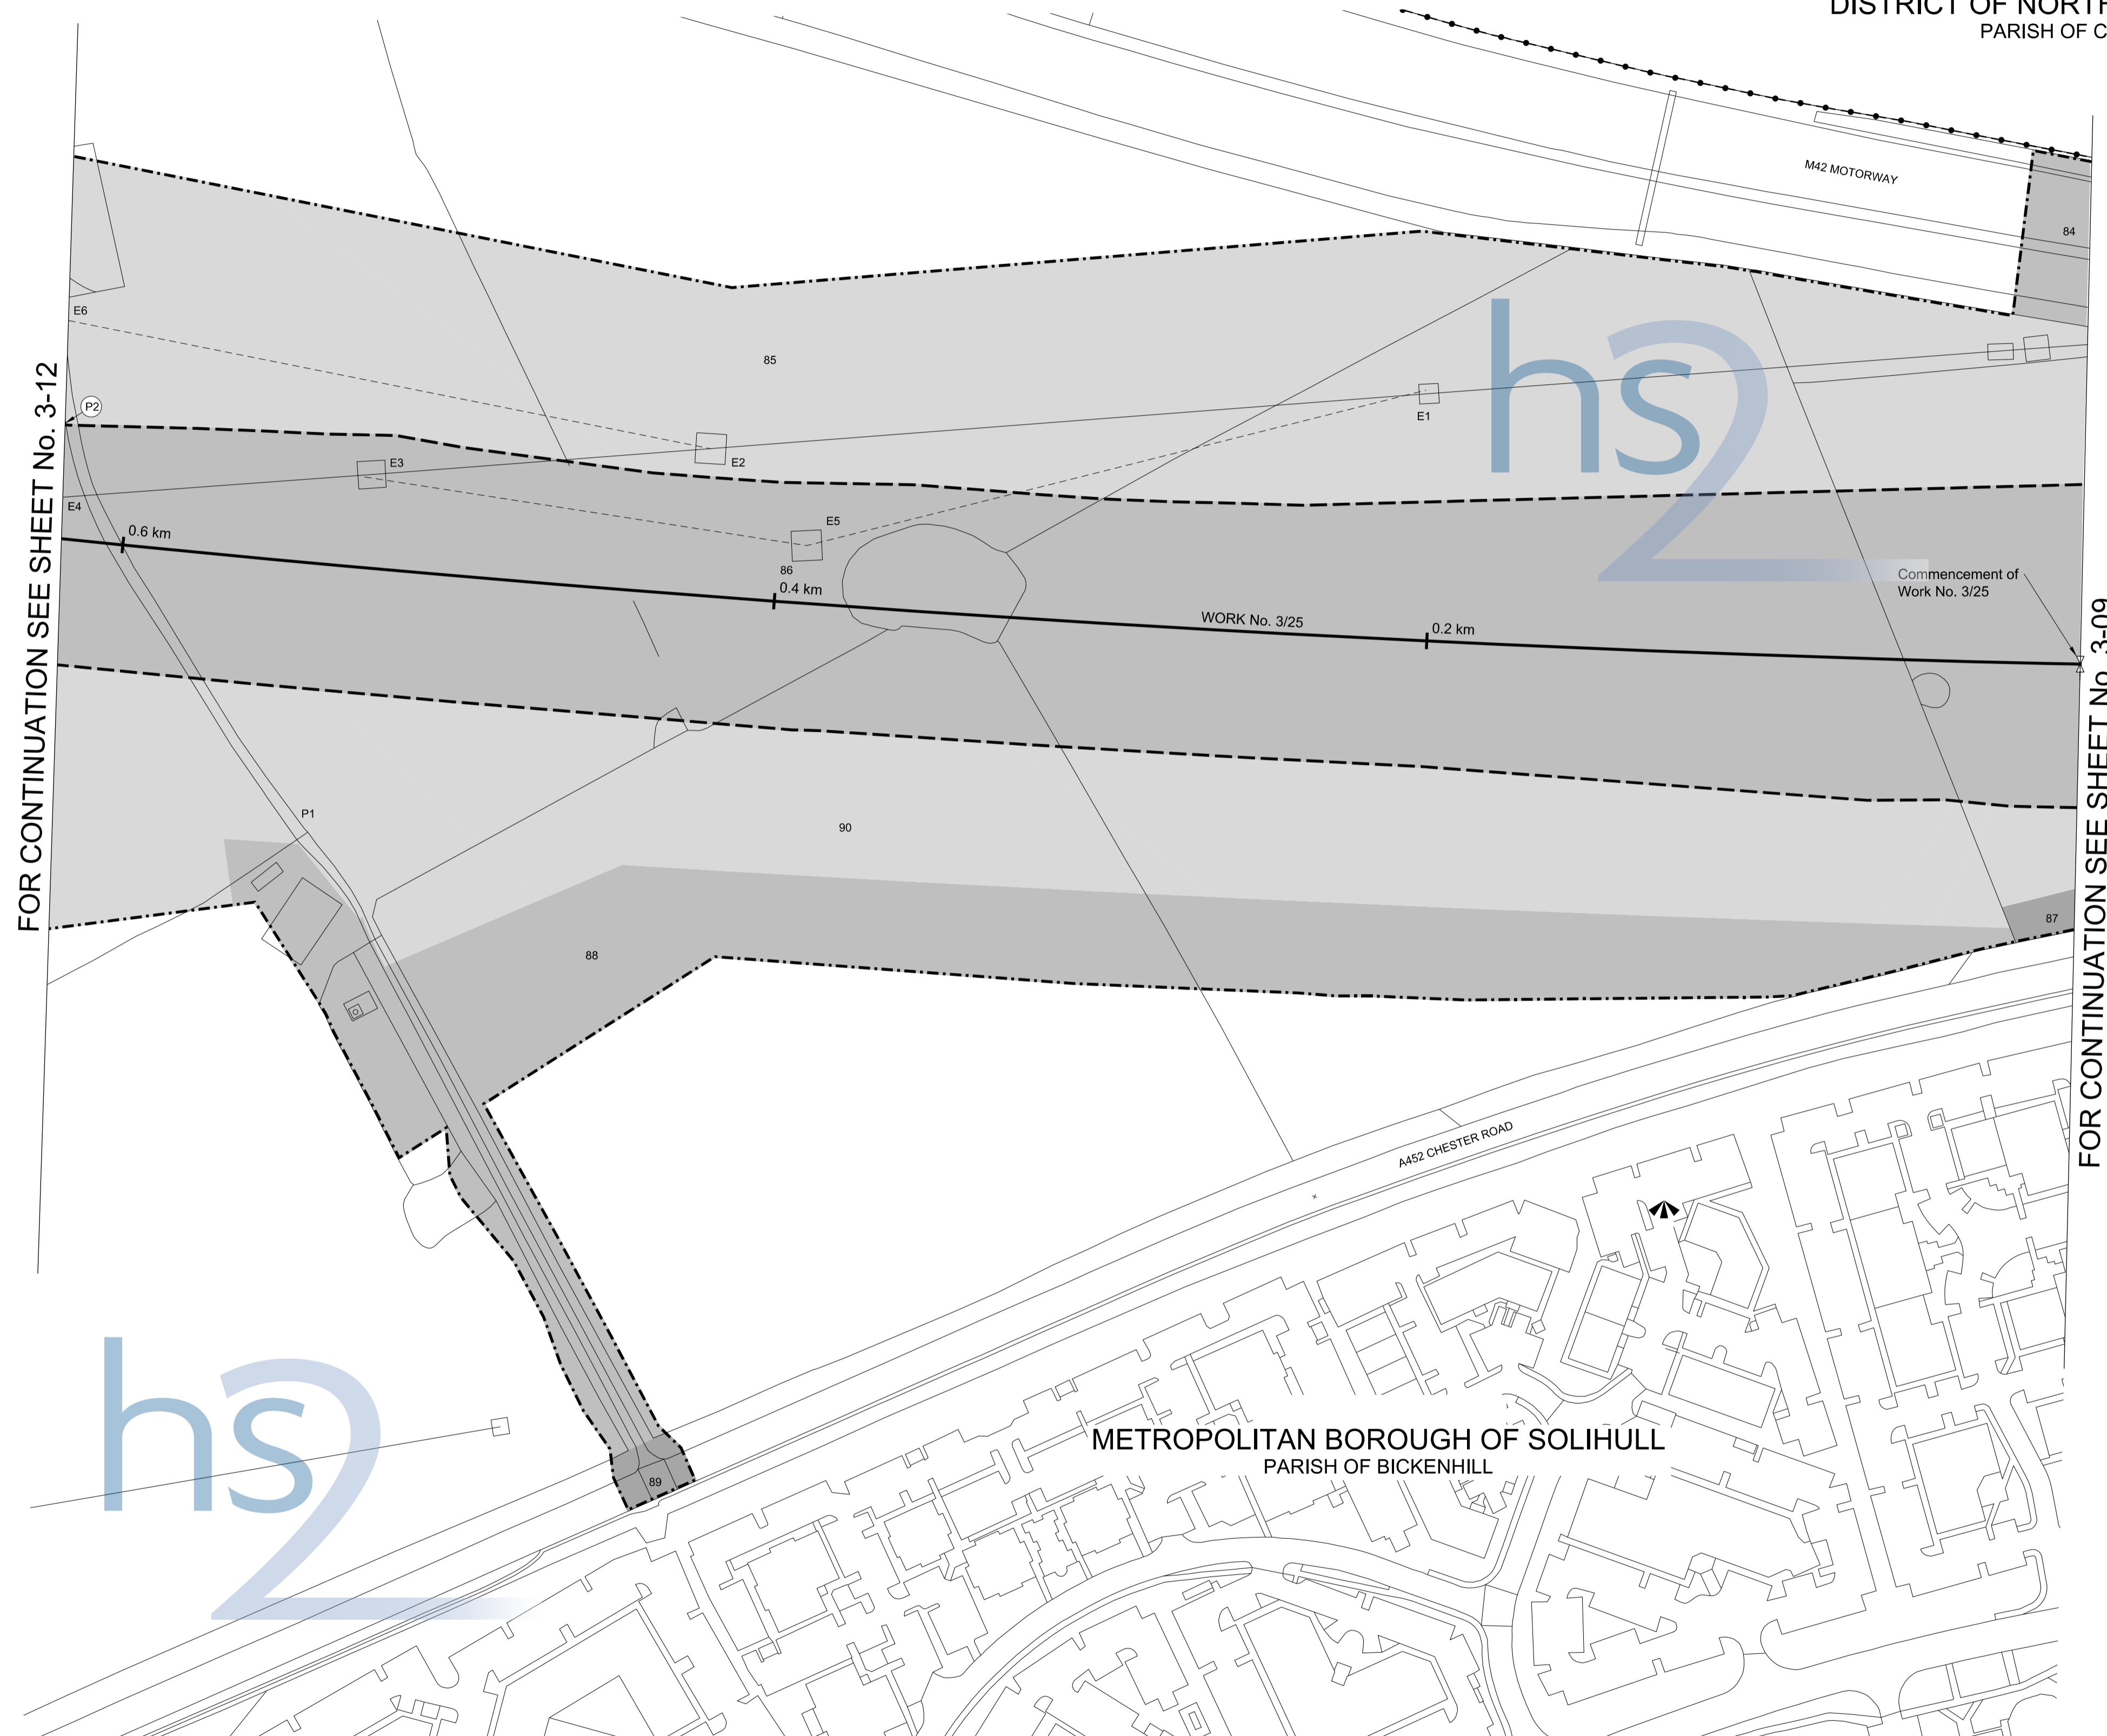 DISTRICT OF NORTH
PARISH OF C
M42 MOTORWAY
84
E6
85
hs2
FOR CONTINUATION SEE SHEET No. 3-12
P2
E1
E3
E2
E4
E5
0.6 km
86
0.4 km
Commencement of
Work No. 3/25
WORK No. 3/25
0.2 km
FOR CONTINUATION SEE SHEET No. 3-09
P1
90
87
88
A452 CHESTER ROAD
hs2
METROPOLITAN BOROUGH OF SOLIHULL
PARISH OF BICKENHILL
89